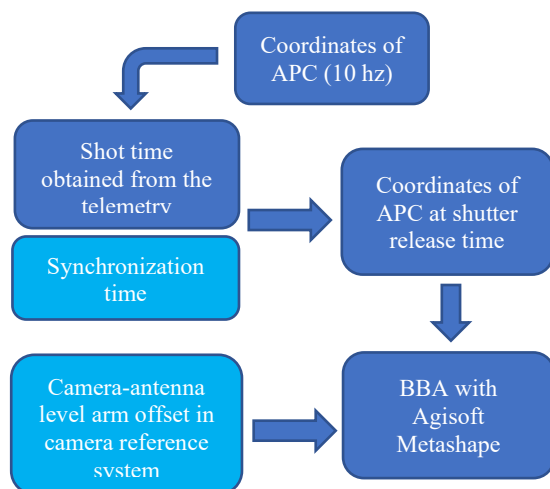 Coordinates of
APC (10 hz)
Shot time
obtained from the
telemetry
Synchronization
time
Coordinates of
APC at shutter
release time
Camera-antenna
level arm offset in
camera reference
system
BBA with
Agisoft
Metashape